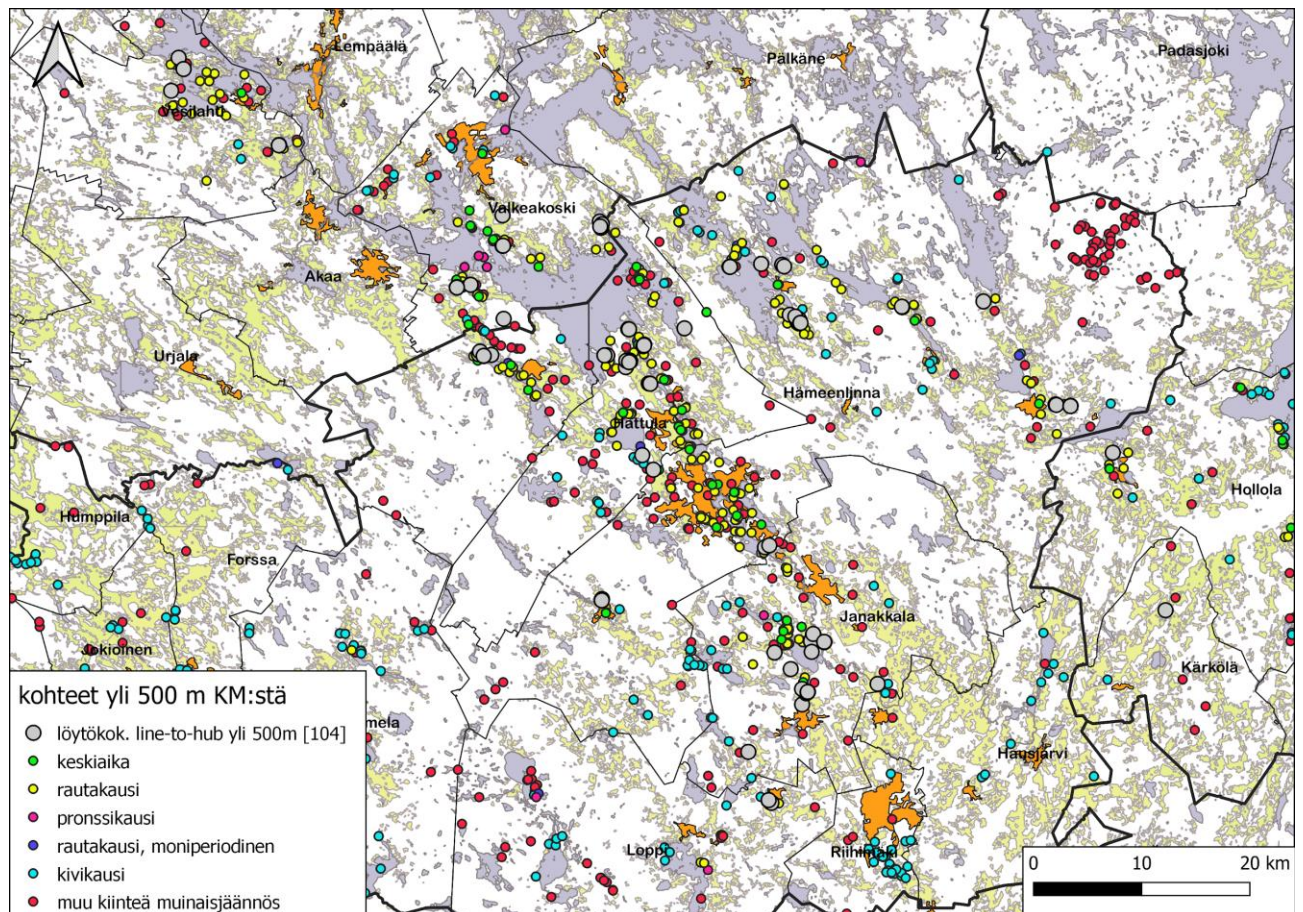 Lempäälä
Pälkäne
Padasjoki
Vesilahti
Valkeakoski
Akaa
Urjala
Hämeenlinna
Hattula
Hollola
Humppila
Forssa
Janakkala
Jokioinen
Kärkölä
kohteet yli 500 m KM:stä
löytökok. line-to-hub yli 500m [104]
mela
keskiaika
Hausjärvi
rautakausi
pronssikausi
rautakausi, moniperiodinen
kivikausi
muu kiinteä muinaisjäännös
Loppi
Riihimäki
0 10 20 km